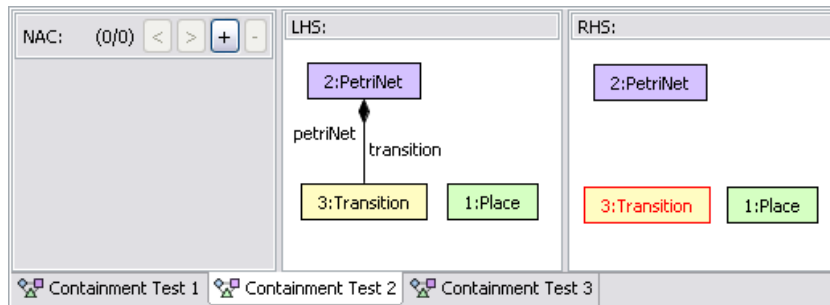 NAC: (0/0) < > + -
LHS:
2:PetriNet
petriNet
transition
3:Transition 1:Place
RHS:
2:PetriNet
3:Transition 1:Place
Containment Test 1 Containment Test 2 Containment Test 3